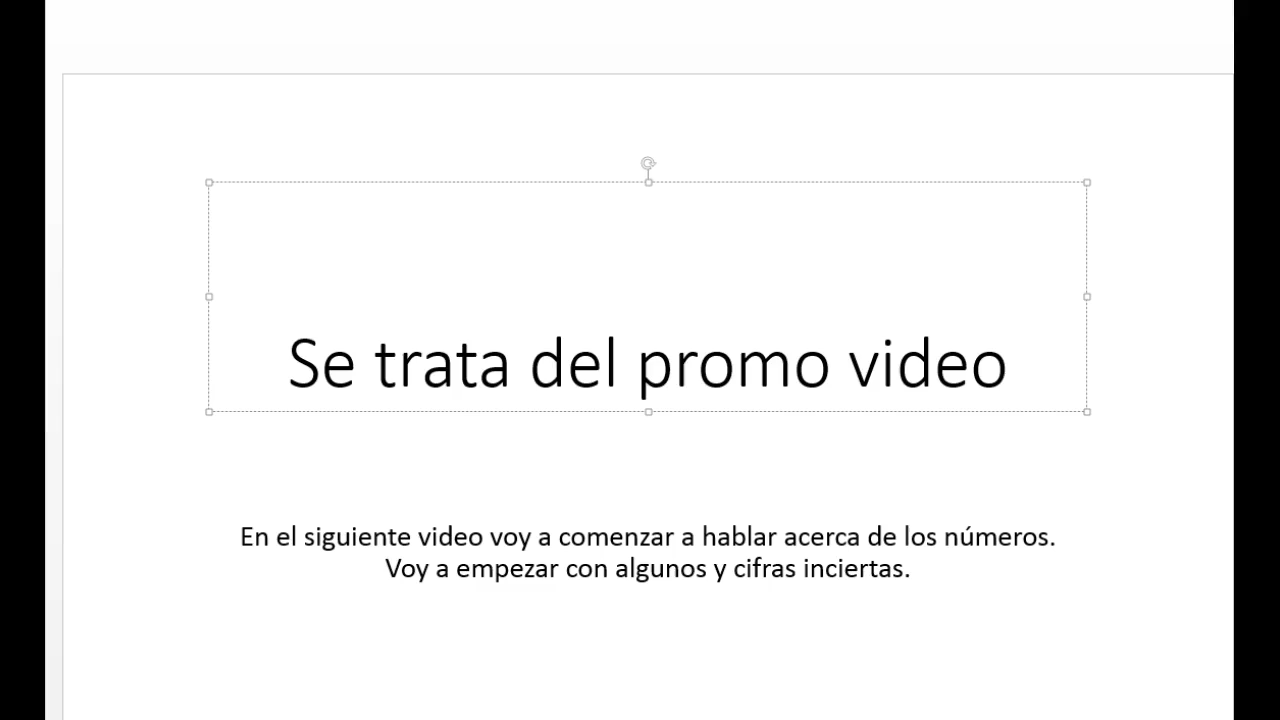 Se trata del promo video
En el siguiente video voy a comenzar a hablar acerca de los números.
Voy a empezar con algunos y cifras inciertas.